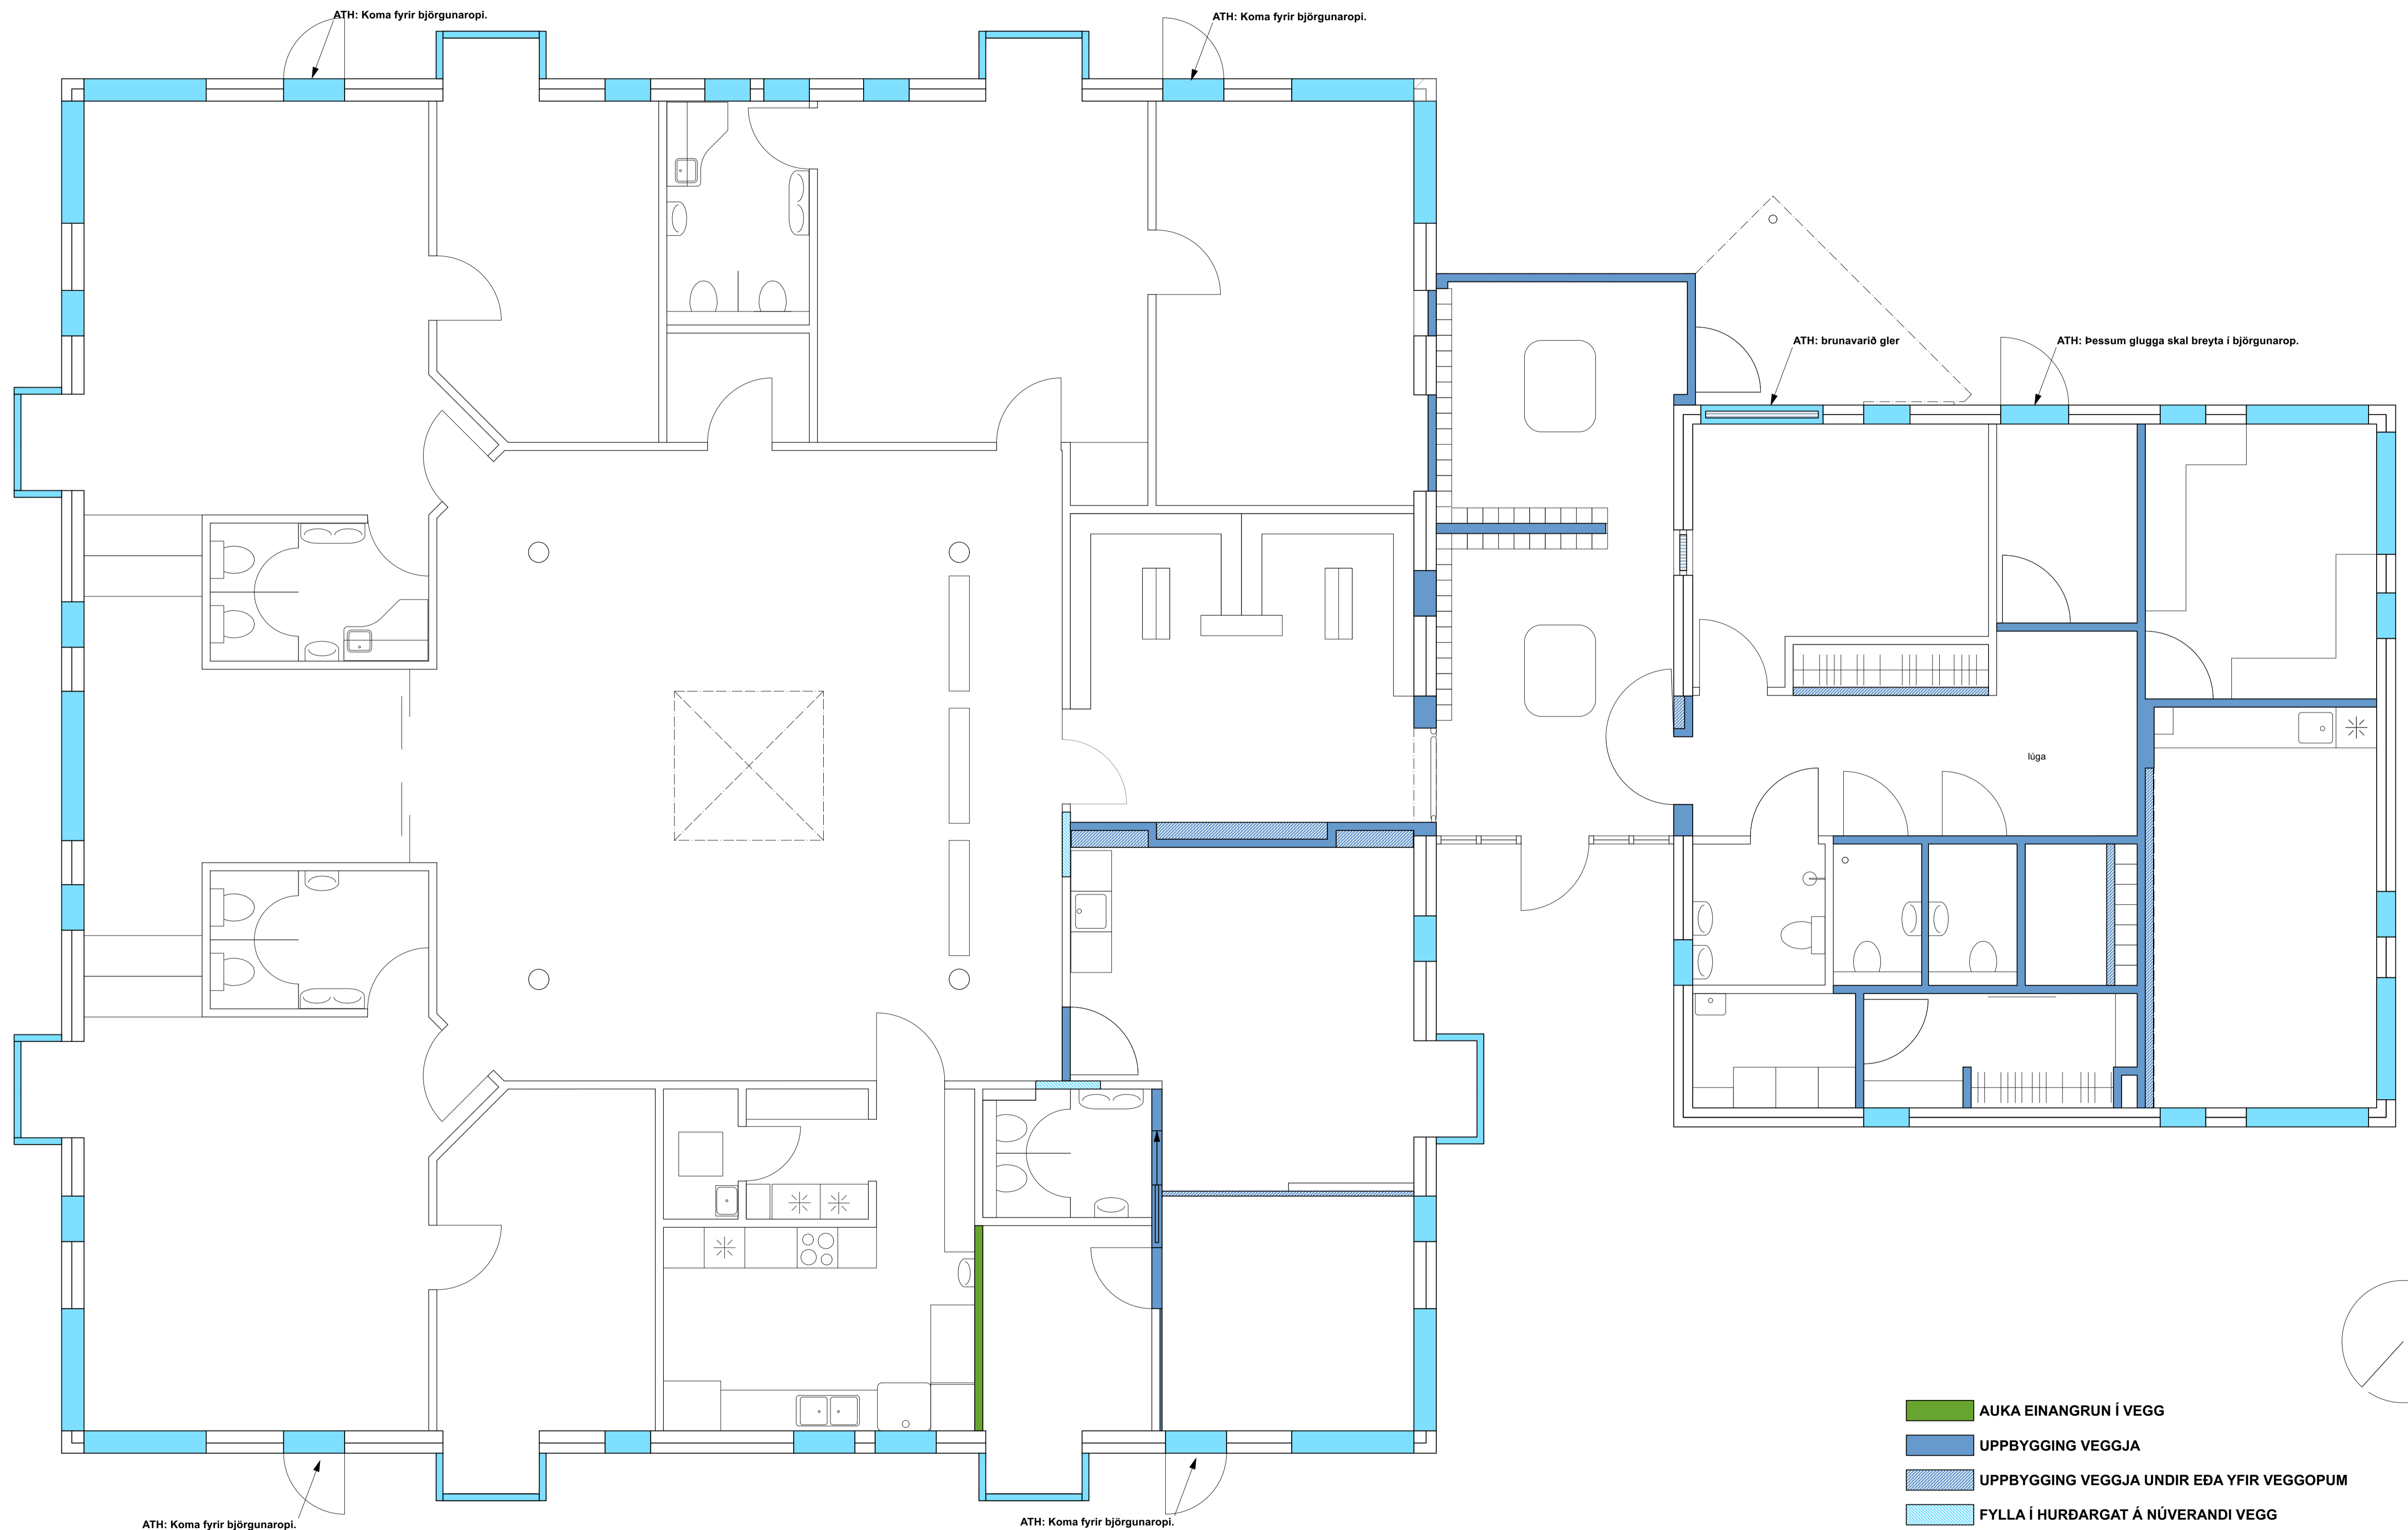 ATH: Koma fyrir björgunaropi.
ATH: Koma fyrir björgunaropi.
ATH: brunavarið gler
ATH: Þessum glugga skal breyta í björgunarop.
lúga
AUKA EINANGRUN Í VEGG
UPPBYGGING VEGGJA
UPPBYGGING VEGGJA UNDIR EÐA YFIR VEGGOPUM
FYLLA Í HURÐARGAT Á NÚVERANDI VEGG
ATH: Koma fyrir björgunaropi.
ATH: Koma fyrir björgunaropi.